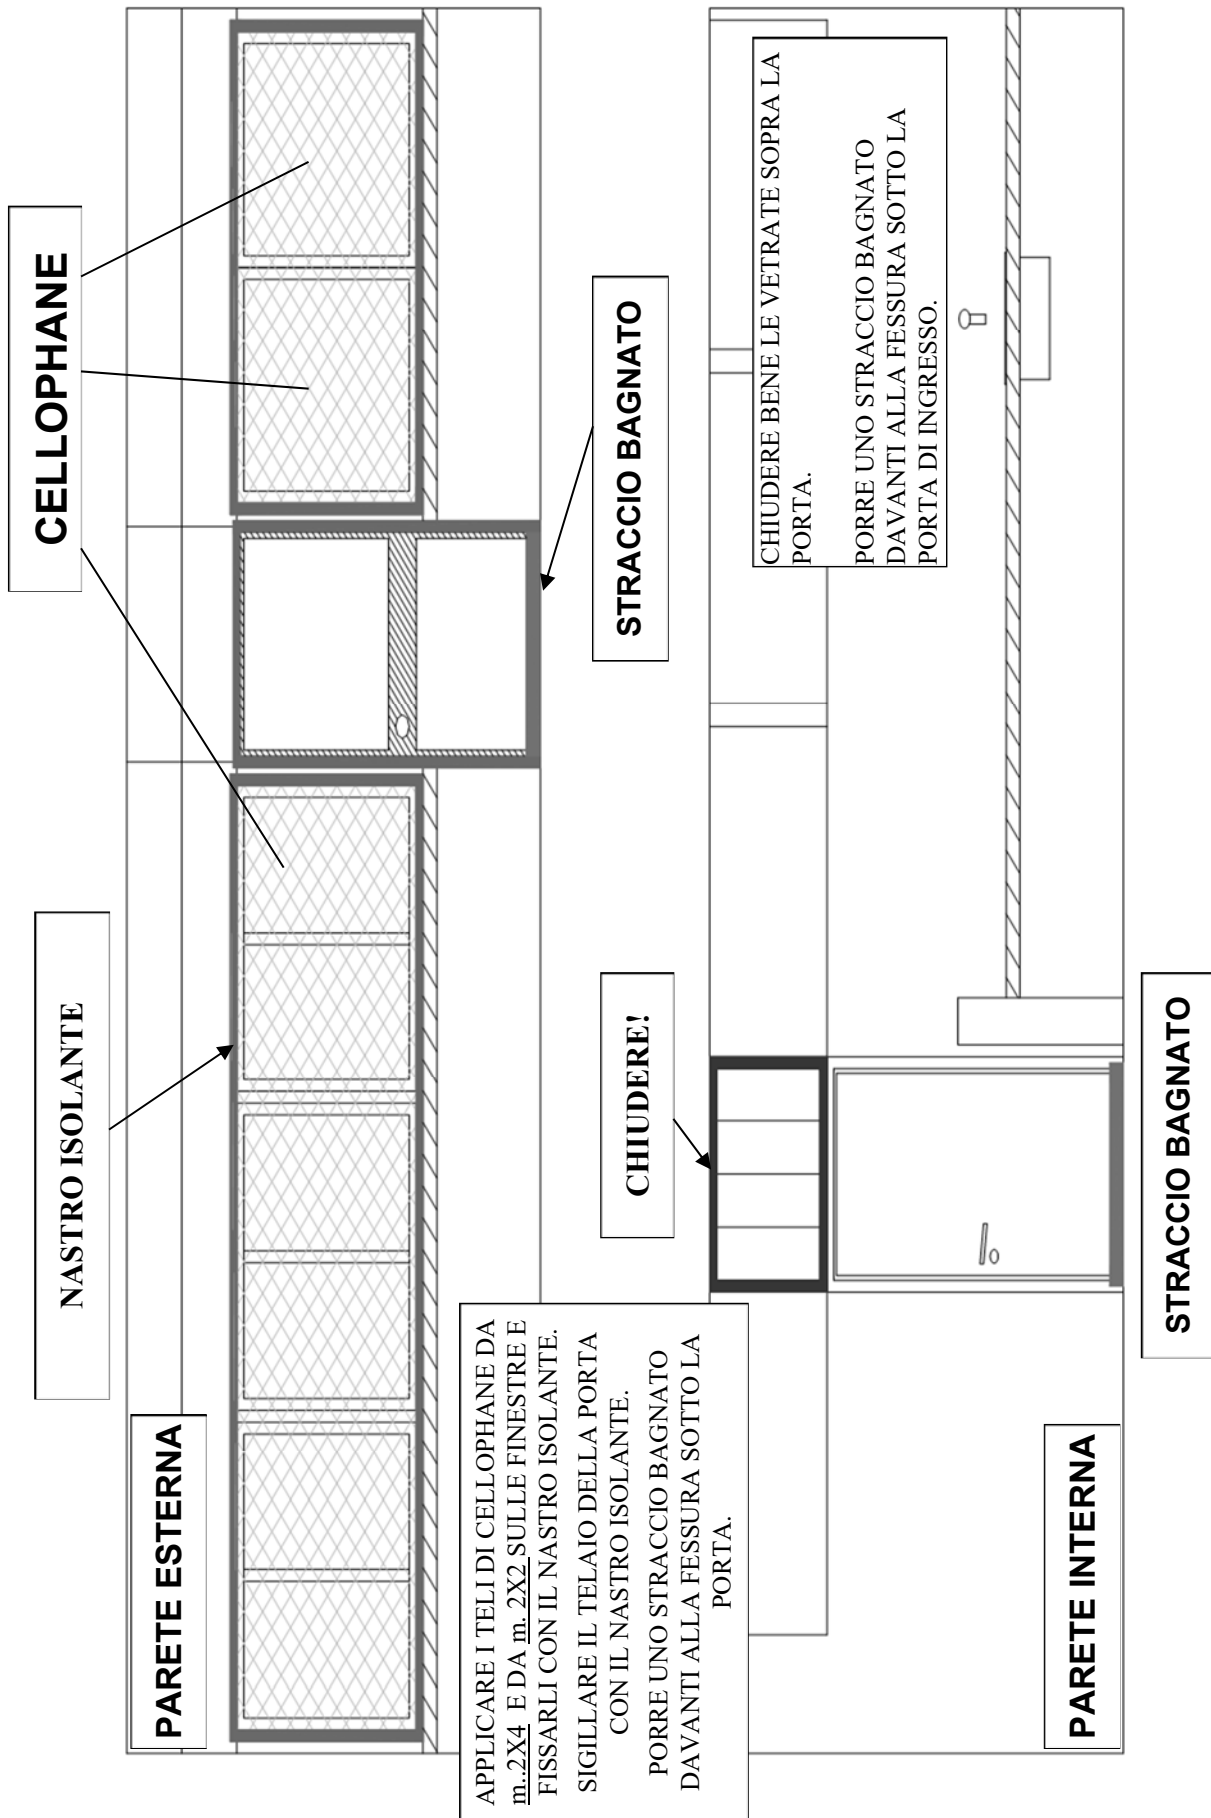 CELLOPHANE
NASTRO ISOLANTE
PARETE ESTERNA
STRACCIO BAGNATO
APPLICARE I TELI DI CELLOPHANE DA
m..2X4 E DA m. 2X2 SULLE FINESTRE E
FISSARLI CON IL NASTRO ISOLANTE.
SIGILLARE IL TELAIO DELLA PORTA
CON IL NASTRO ISOLANTE.
PORRE UNO STRACCIO BAGNATO
DAVANTI ALLA FESSURA SOTTO LA
PORTA.
CHIUDERE!
CHIUDERE BENE LE VETRATE SOPRA LA
PORTA.
PORRE UNO STRACCIO BAGNATO
DAVANTI ALLA FESSURA SOTTO LA
PORTA DI INGRESSO.
PARETE INTERNA
STRACCIO BAGNATO